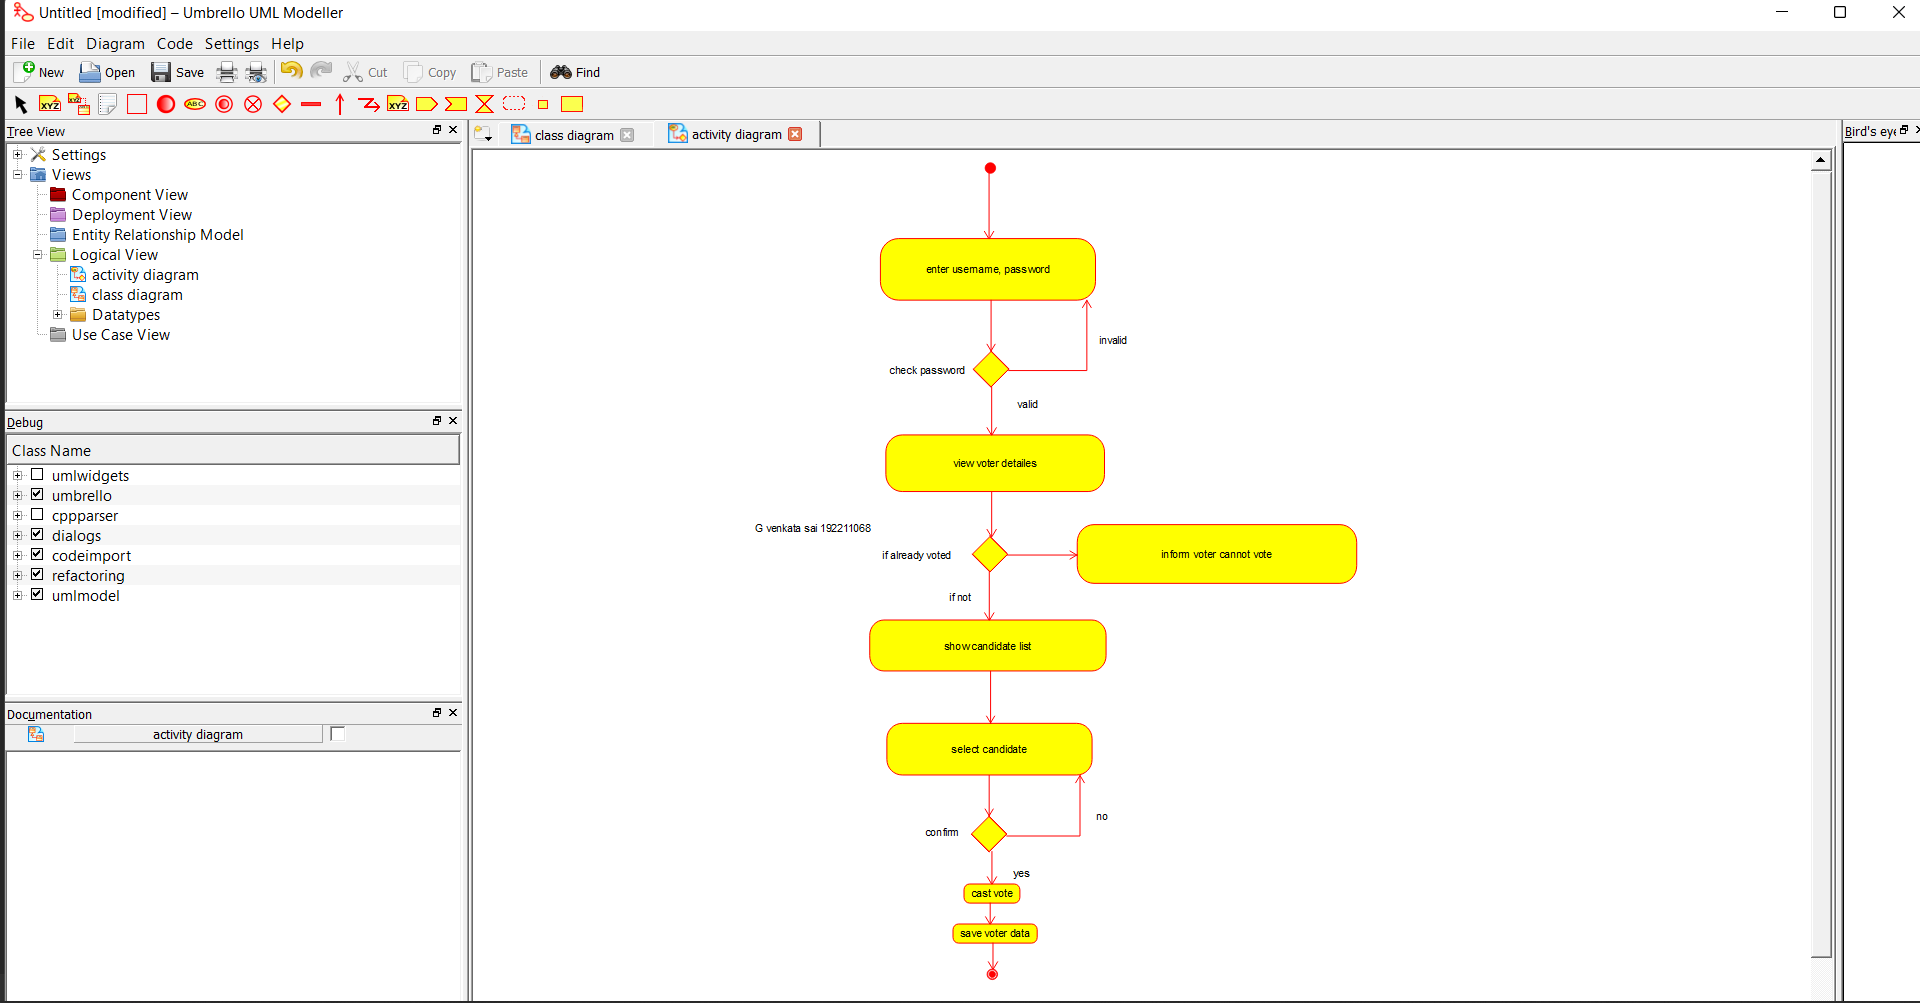 Untitled [modified] – Umbrello UML Modeller
File Edit Diagram Code Settings Help
New Open Save Cut Copy Paste Find
XYZ XYZ ABC XYZ
Tree View
class diagram activity diagram
Bird's eye
Settings
Views
Component View
Deployment View
Entity Relationship Model
Logical View
activity diagram
class diagram
Datatypes
Use Case View
Debug
Class Name
umlwidgets
umbrello
cppparser
dialogs
codeimport
refactoring
umlmodel
Documentation
activity diagram
enter username, password
invalid
check password
valid
view voter detailes
G venkata sai 192211068
if already voted
inform voter cannot vote
if not
show candidate list
select candidate
no
confirm
yes
cast vote
save voter data